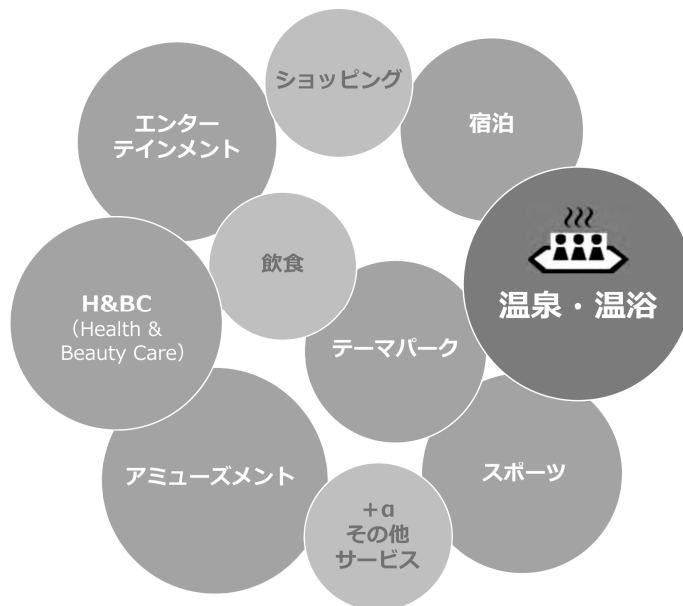 ショッピング
エンター
テインメント
宿泊
飲食
温泉・温浴
H&BC
（Health &
Beauty Care）
テーマパーク
アミューズメント
スポーツ
+α
その他
サービス